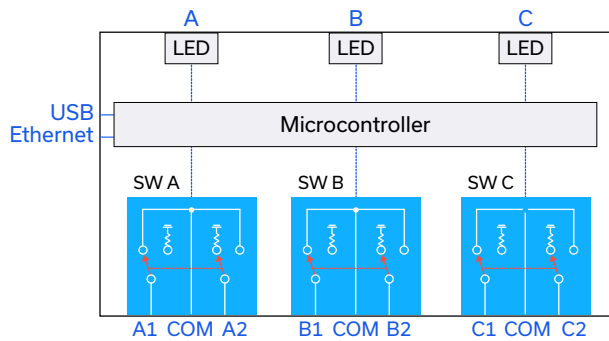 A B C
LED LED LED
USB
Ethernet
Microcontroller
SW A SW B SW C
A1 COM A2 B1 COM B2 C1 COM C2